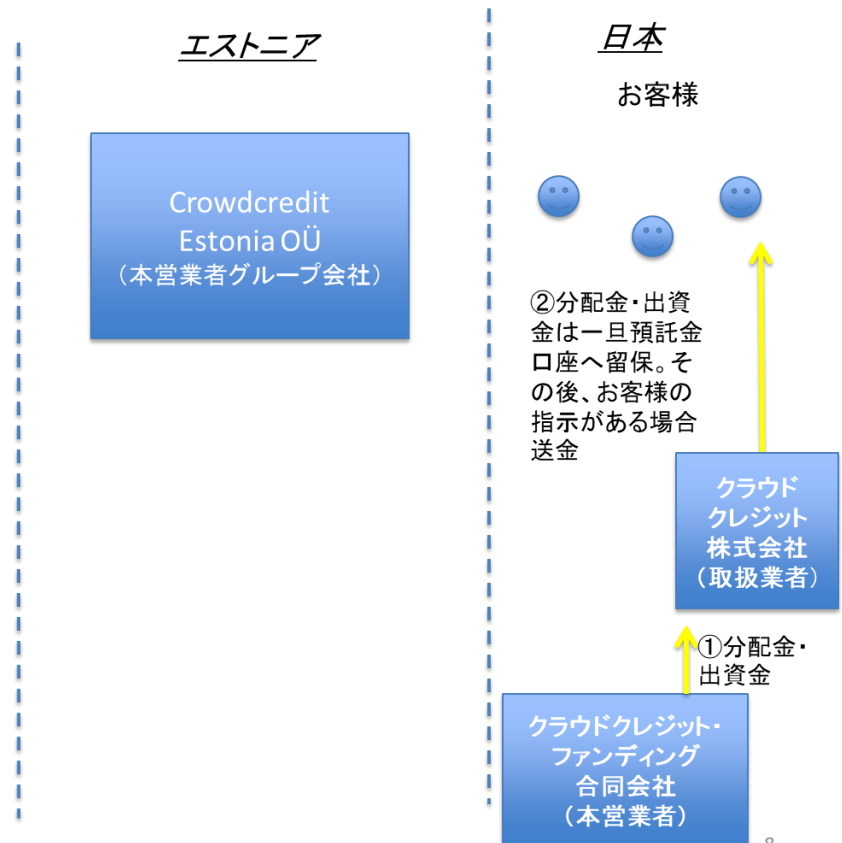 エストニア
日本
お客様
Crowdcredit
Estonia OÜ
（本営業者グループ会社）
②分配金・出資
金は一旦預託金
口座へ留保。そ
の後、お客様の
指示がある場合
送金
クラウド
クレジット
株式会社
（取扱業者）
①分配金・
出資金
クラウドクレジット・
ファンディング
合同会社
（本営業者）